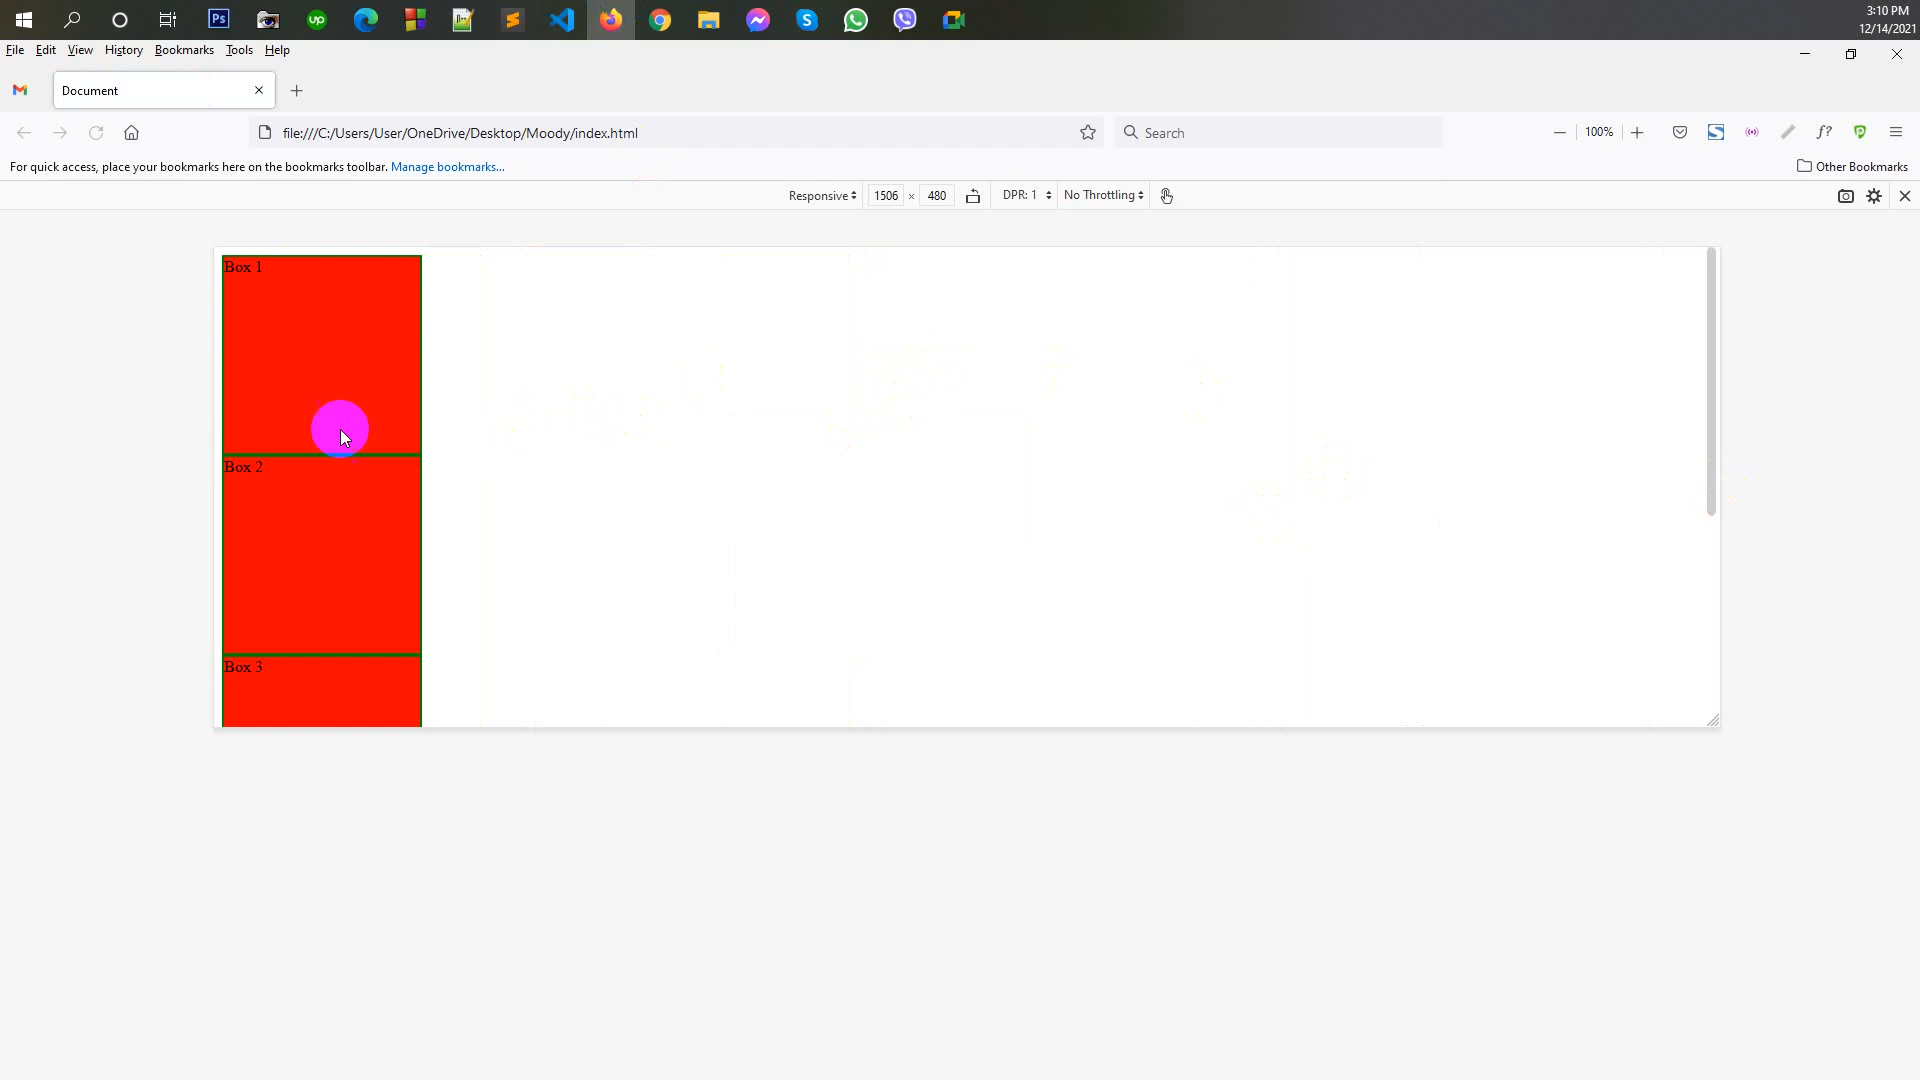 Ps
up
3:10 PM
12/14/2021
File Edit View History Bookmarks Tools Help
Document
file:///C:/Users/User/OneDrive/Desktop/Moody/index.html
Search
100%
f?
For quick access, place your bookmarks here on the bookmarks toolbar. Manage bookmarks...
Other Bookmarks
Responsive 1506 × 480 DPR: 1 No Throttling
Box 1
Box 2
Box 3